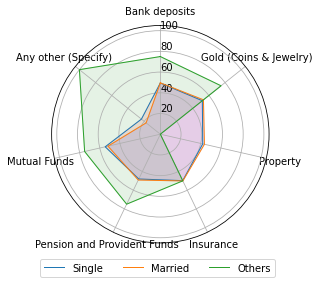 Bank deposits
100
80
Any other (Specify)
Gold (Coins & Jewelry)
60
40
20
Mutual Funds
Property
Pension and Provident Funds
Insurance
Single
Married
Others